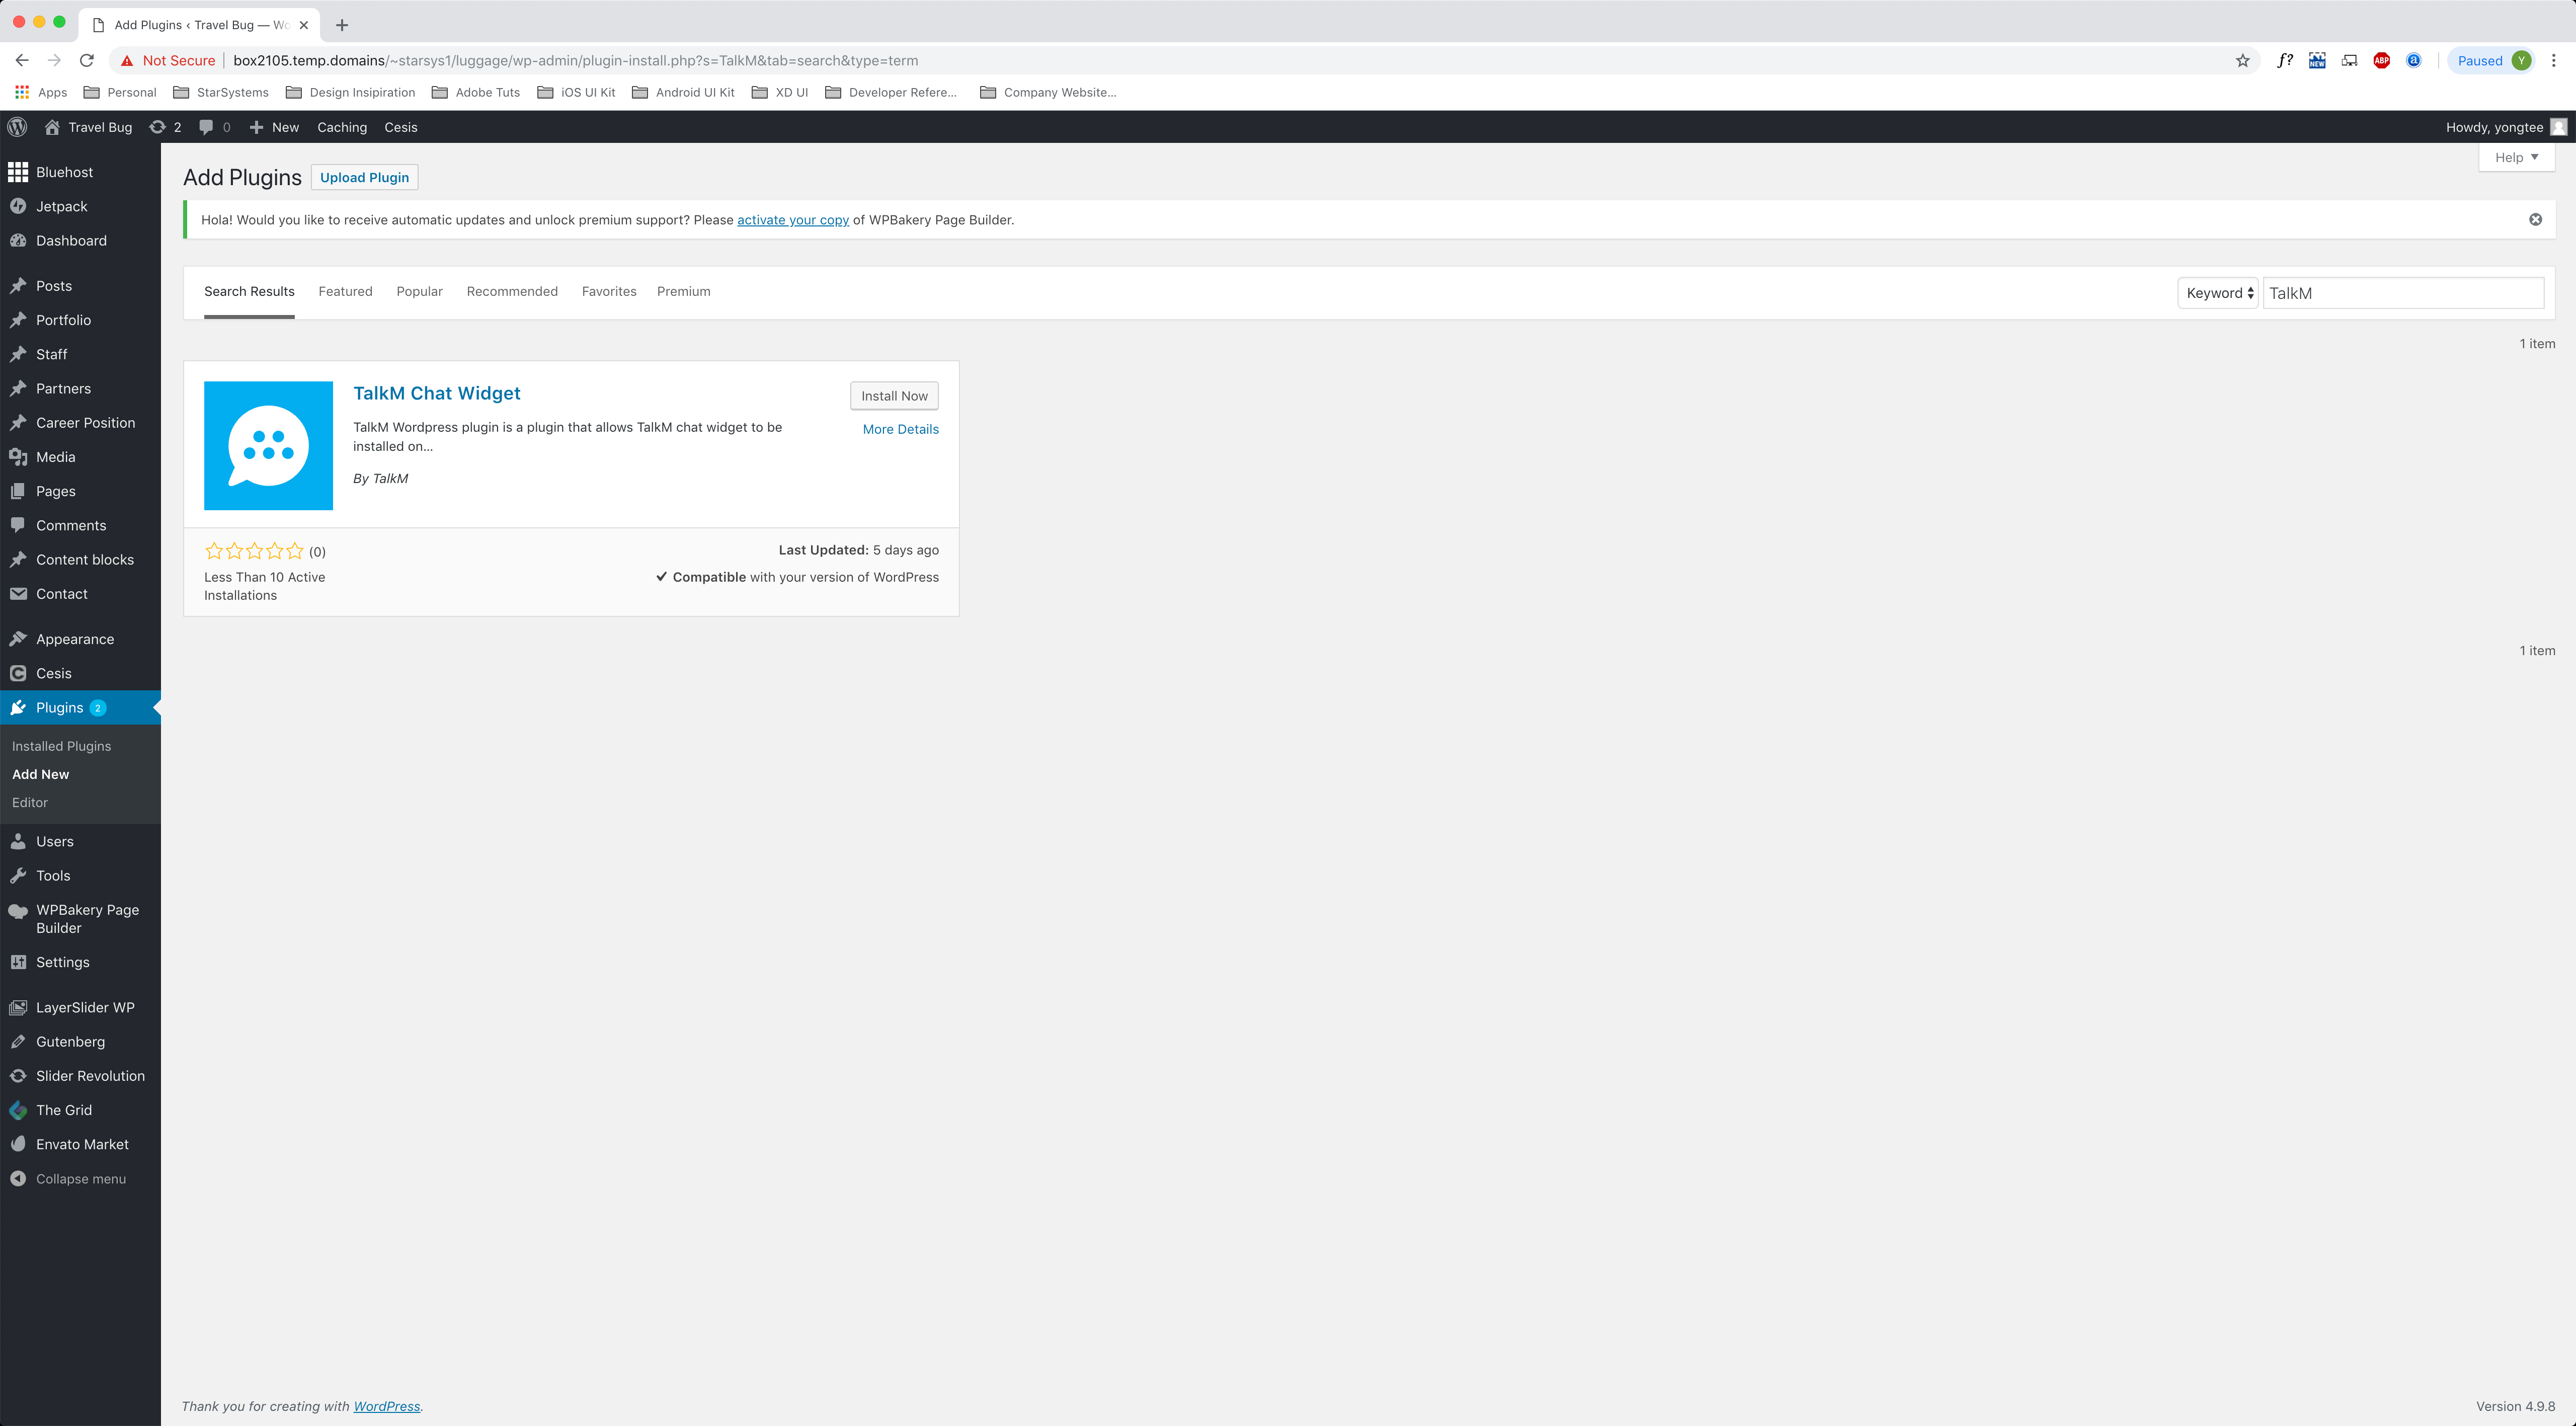 Add Plugins ‹ Travel Bug — Wo
Not Secure box2105.temp.domains/~starsys1/luggage/wp-admin/plugin-install.php?s=TalkM&tab=search&type=term
f? NEW ABP a Paused Y
Apps Personal StarSystems Design Insipiration Adobe Tuts iOS UI Kit Android UI Kit XD UI Developer Refere... Company Website...
Travel Bug 2 0 New Caching Cesis Howdy, yongtee
Help
Bluehost
Jetpack
Dashboard
Posts
Portfolio
Staff
Partners
Career Position
Media
Pages
Comments
Content blocks
Contact
Appearance
Cesis
Plugins 2
Installed Plugins
Add New
Editor
Users
Tools
WPBakery Page
Builder
Settings
LayerSlider WP
Gutenberg
Slider Revolution
The Grid
Envato Market
Collapse menu
Add Plugins Upload Plugin
Hola! Would you like to receive automatic updates and unlock premium support? Please activate your copy of WPBakery Page Builder.
Search Results Featured Popular Recommended Favorites Premium Keyword TalkM
1 item
TalkM Chat Widget
Install Now
TalkM Wordpress plugin is a plugin that allows TalkM chat widget to be
installed on...
More Details
By TalkM
(0)
Last Updated: 5 days ago
Less Than 10 Active
Installations
Compatible with your version of WordPress
1 item
Thank you for creating with WordPress. Version 4.9.8